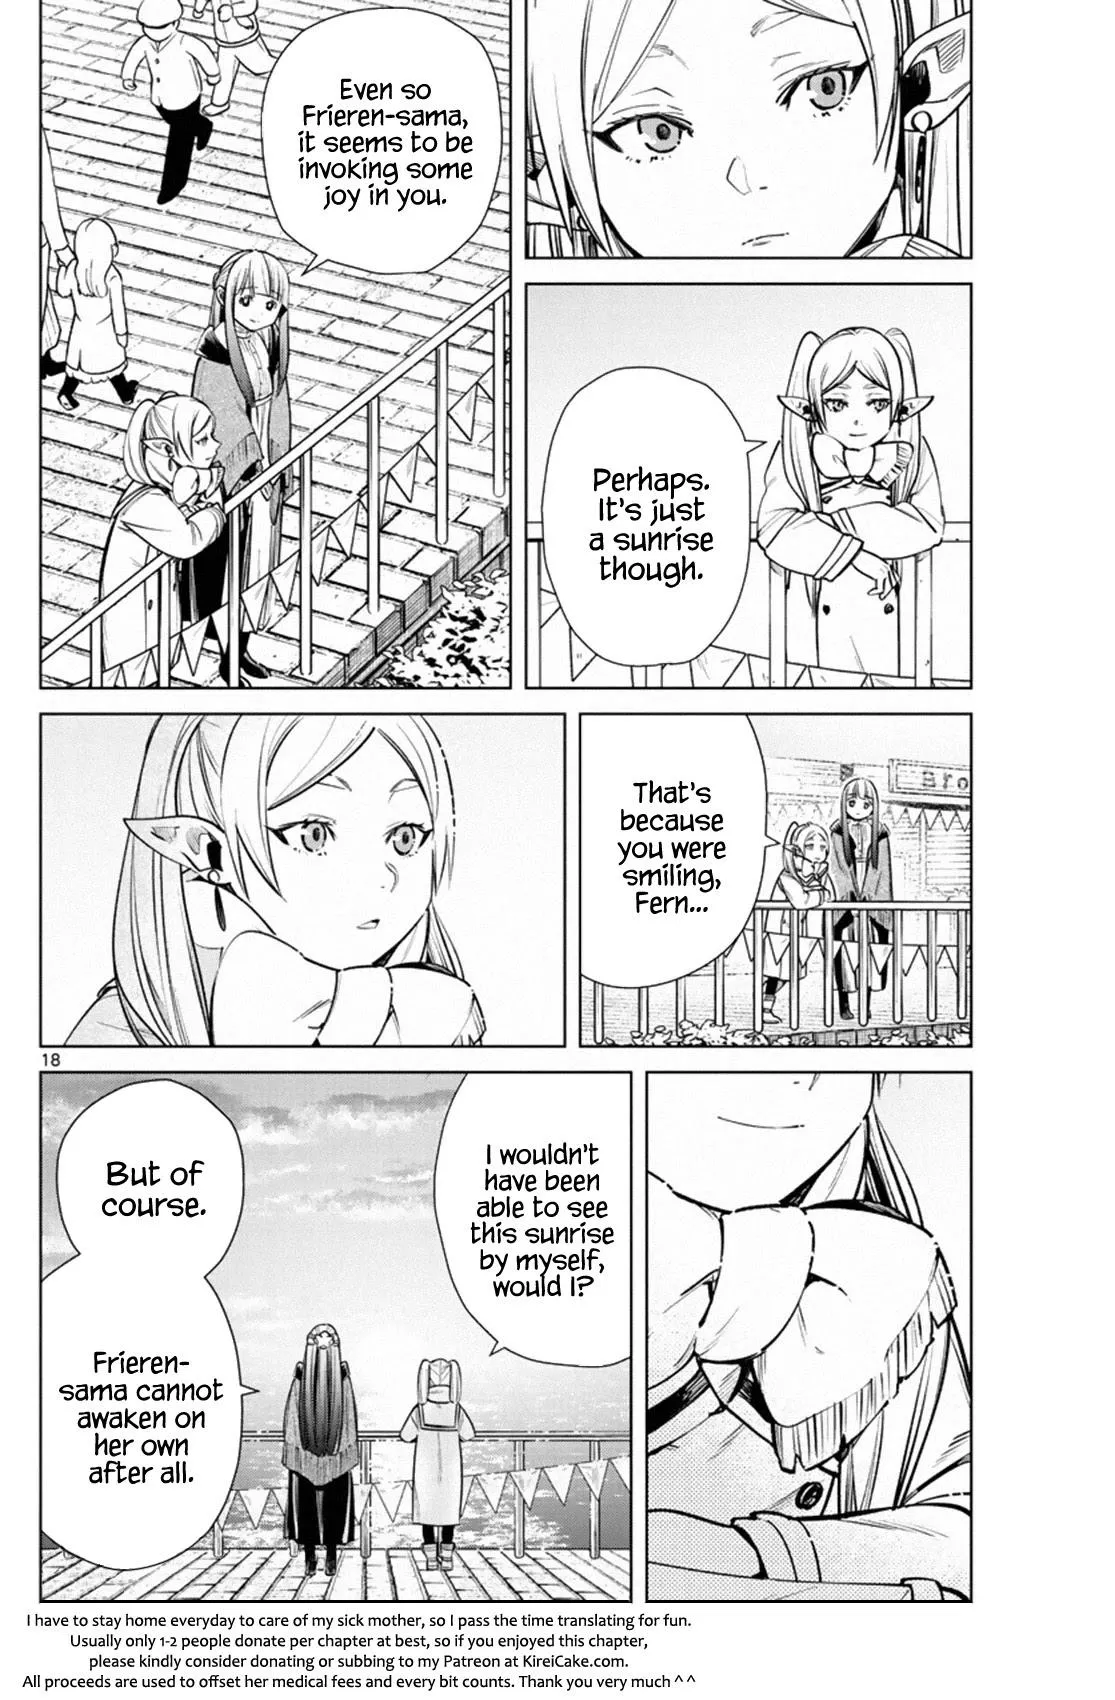 Even so
Frieren-sama,
it seems to be
invoking some
joy in you.
Perhaps.
It's just
a sunrise
though.
Bro
That's
because
you were
smiling,
Fern...
18
I wouldn't
have been
able to see
this sunrise
by myself,
would I?
But of
course.
Frieren-
sama cannot
awaken on
her own
after all.
I have to stay home everyday to care of my sick mother, so I pass the time translating for fun.
Usually only 1-2 people donate per chapter at best, so if you enjoyed this chapter,
please kindly consider donating or subbing to my Patreon at KireiCake.com.
All proceeds are used to offset her medical fees and every bit counts. Thank you very much ^ ^